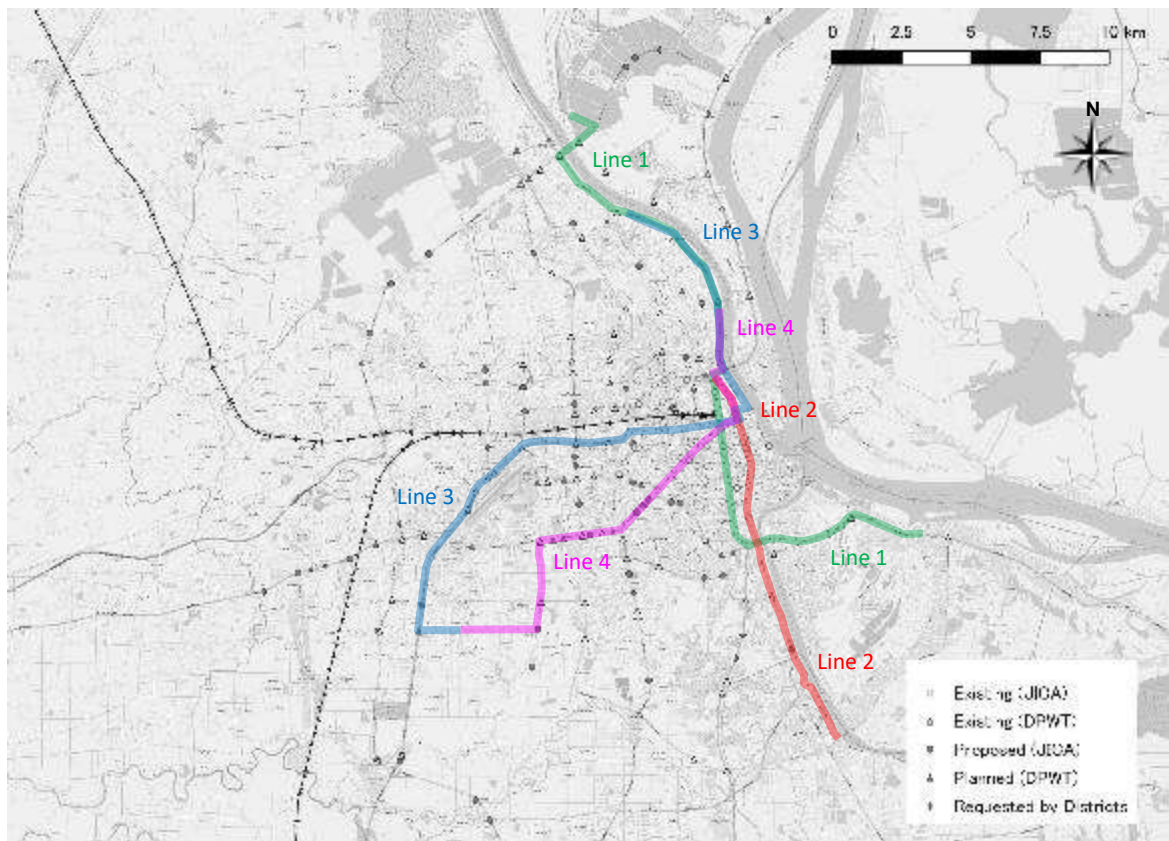 0 2.5 5 7.5 10 km
N
Line 1
Line 3
Line 4
Line 2
Line 3
Line 4
Line 1
Line 2
Existing (JICA)
Existing (DPWT)
Proposed (JICA)
Planned (DPWT)
Requested by Districts